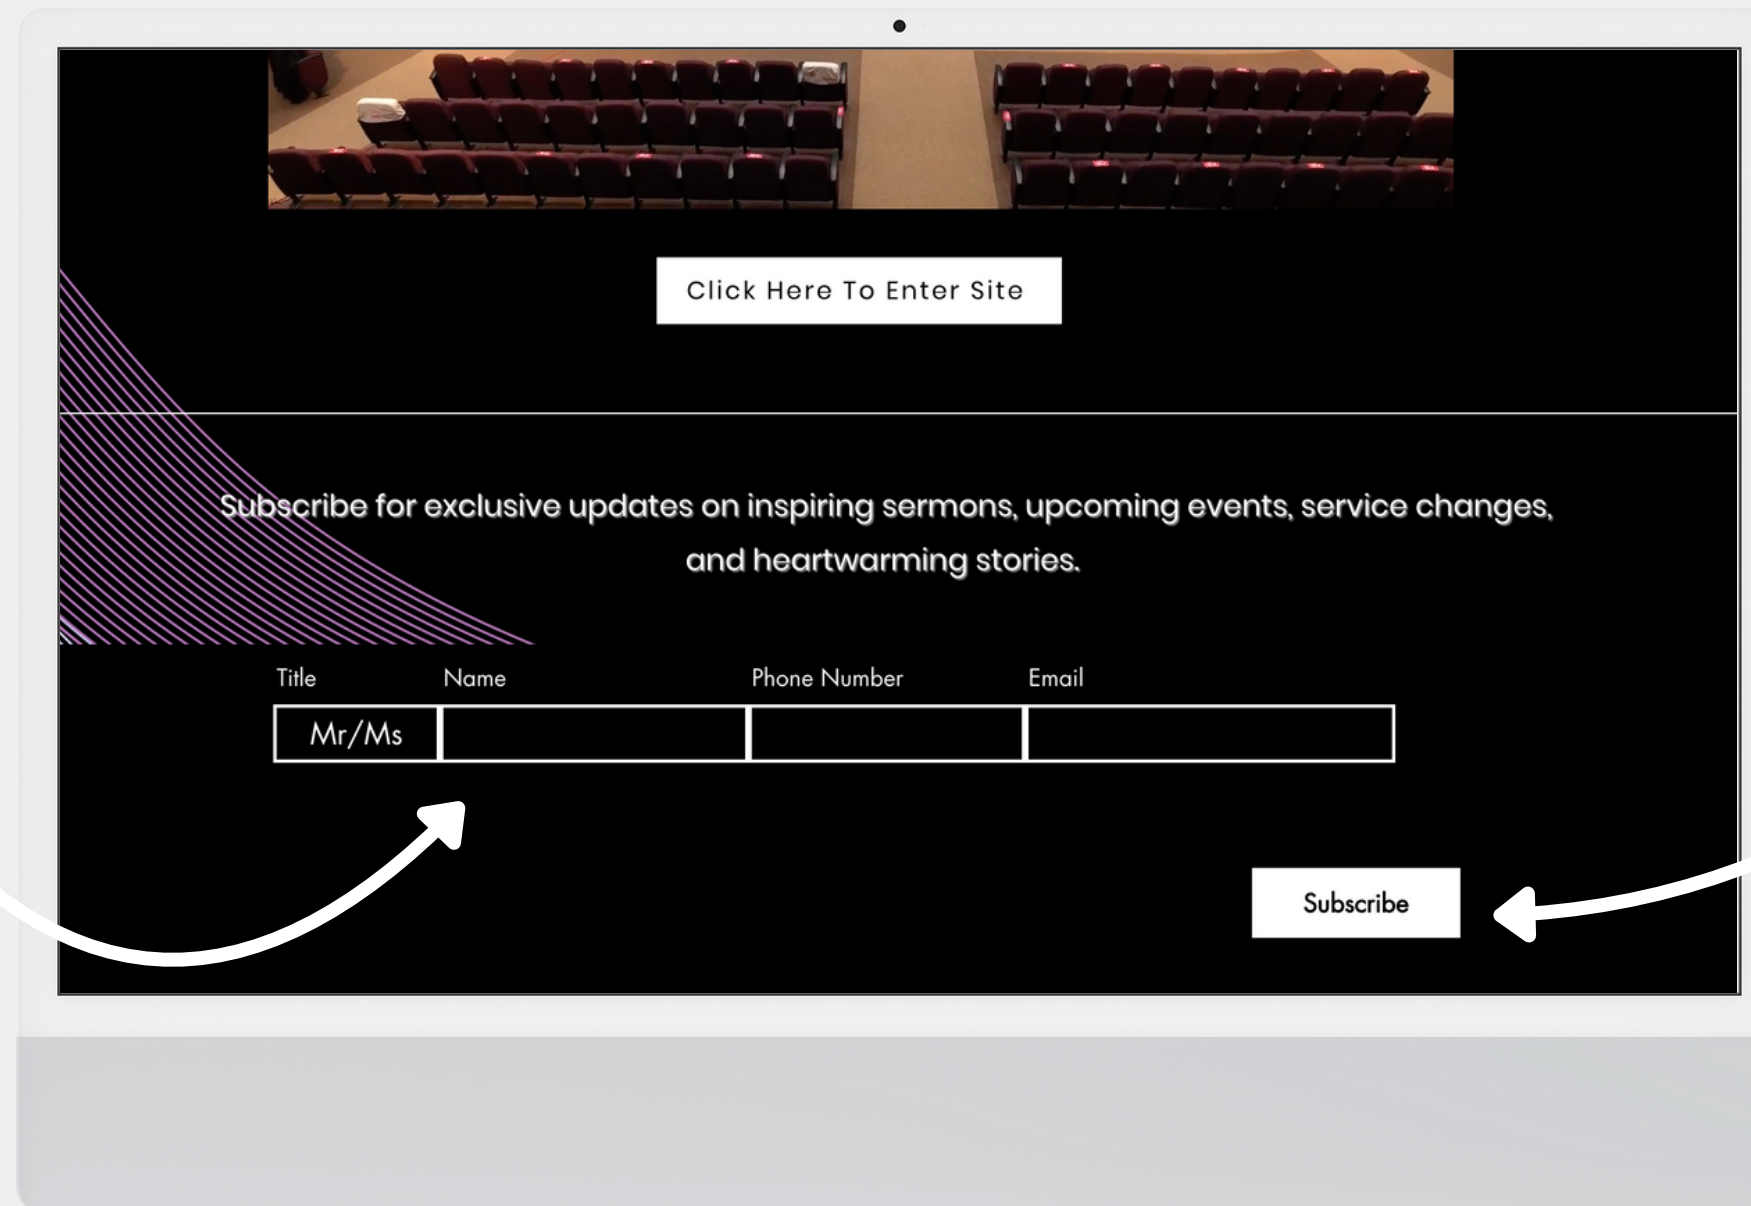 Click Here To Enter Site
Subscribe for exclusive updates on inspiring sermons, upcoming events, service changes,
and heartwarming stories.
Title Name Phone Number Email
Mr/Ms
Subscribe